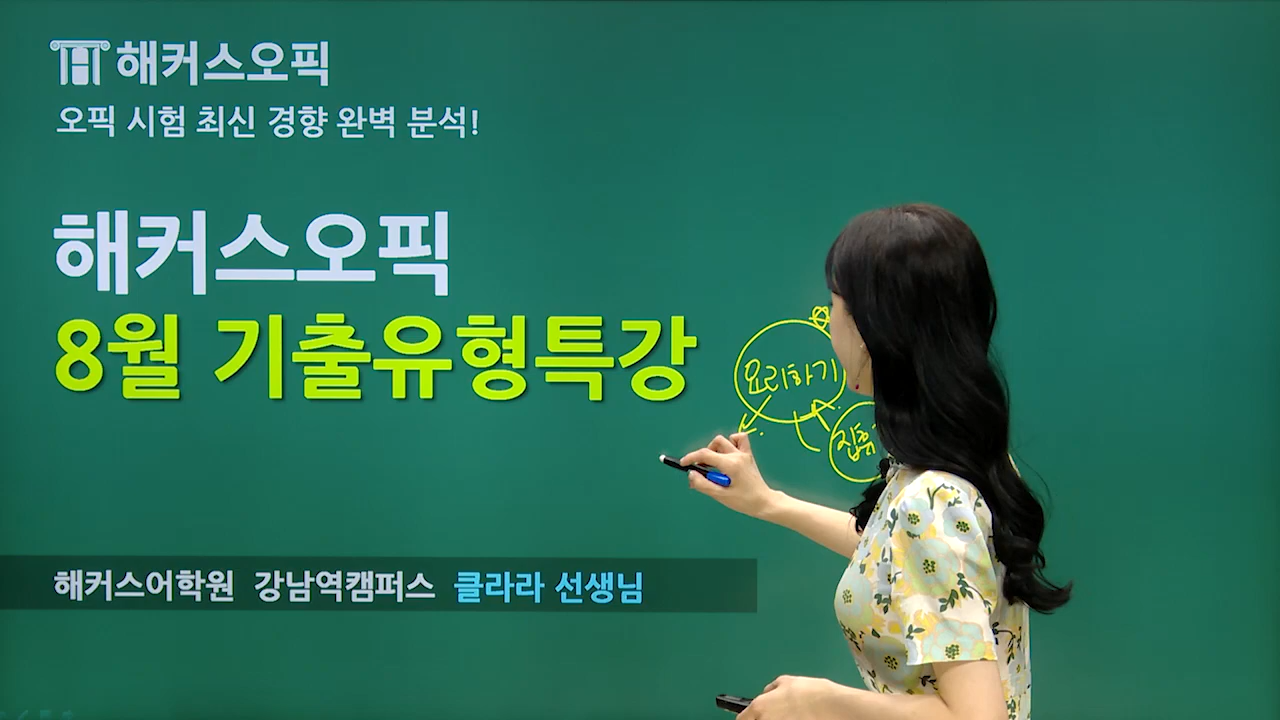 해커스오픽
오픽 시험 최신 경향 완벽 분석!
해커스오픽
8월 기출유형특강
요리하기
해커스어학원 강남역캠퍼스 클라라 선생님